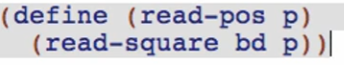 (define (read-pos p)
(read-square bd p))